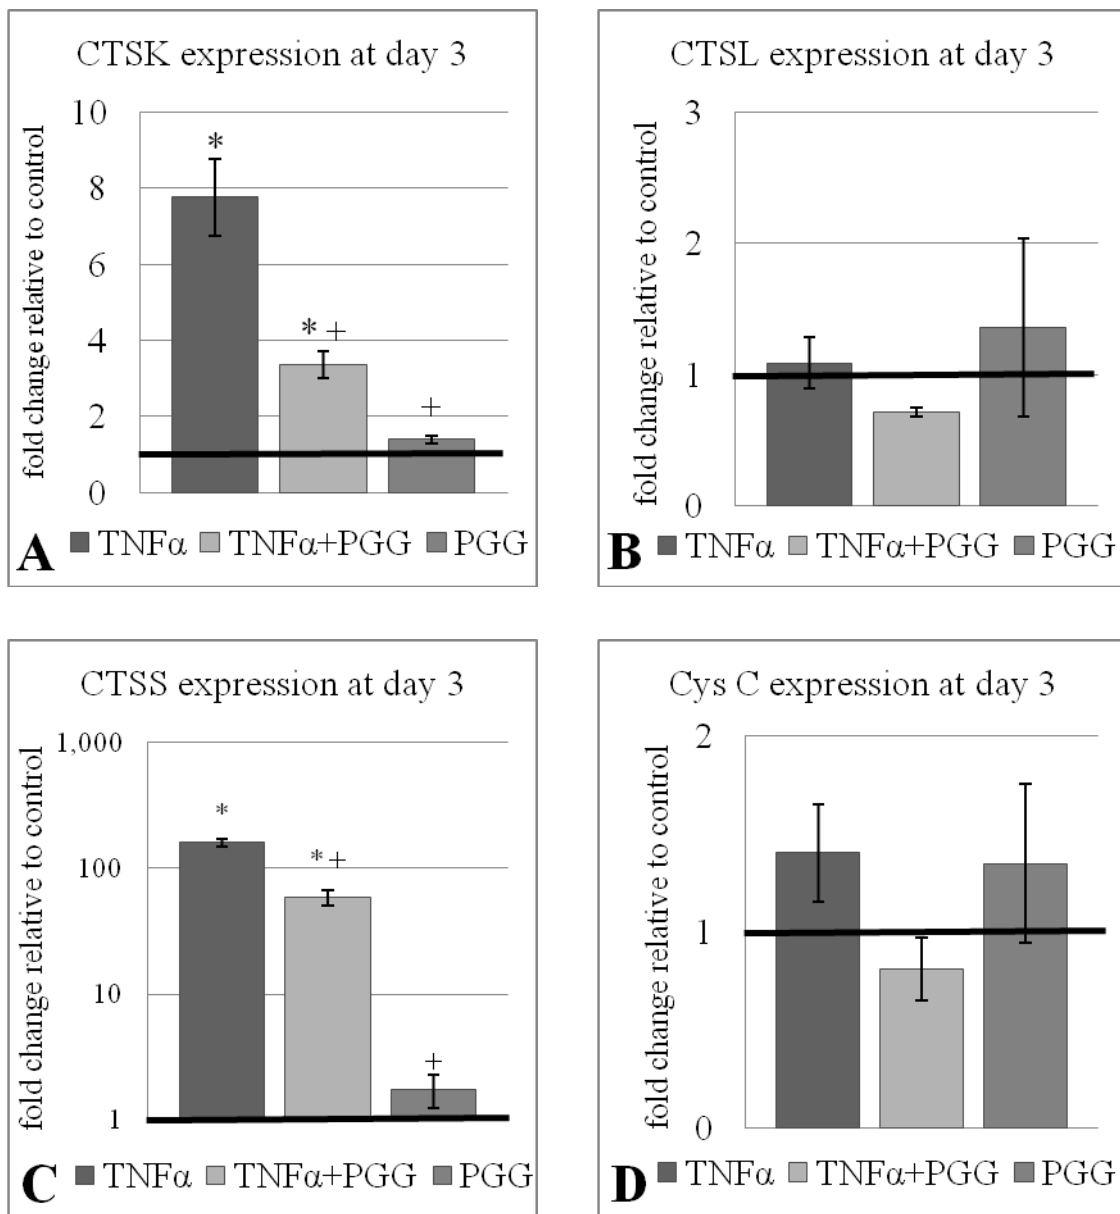 CTSK expression at day 3
fold change relative to control
10
8
6
4
2
0
*
* +
+
A
TNFα TNFα+PGG PGG
CTSL expression at day 3
fold change relative to control
3
2
1
0
B
TNFα TNFα+PGG PGG
CTSS expression at day 3
fold change relative to control
1,000
100
10
1
*
* +
+
C
TNFα TNFα+PGG PGG
Cys C expression at day 3
fold change relative to control
2
1
0
D
TNFα TNFα+PGG PGG